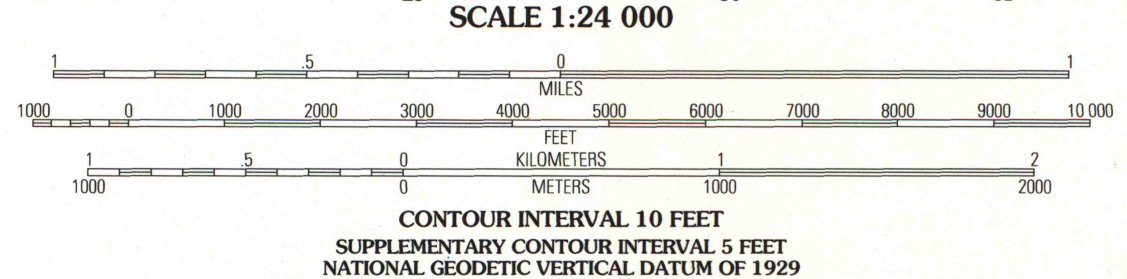 SCALE 1:24 000
1 .5 0 1
MILES
1000 0 1000 2000 3000 4000 5000 6000 7000 8000 9000 10 000
FEET
1 .5 0 KILOMETERS 1 2
1000 0 METERS 1000 2000
CONTOUR INTERVAL 10 FEET
SUPPLEMENTARY CONTOUR INTERVAL 5 FEET
NATIONAL GEODETIC VERTICAL DATUM OF 1929